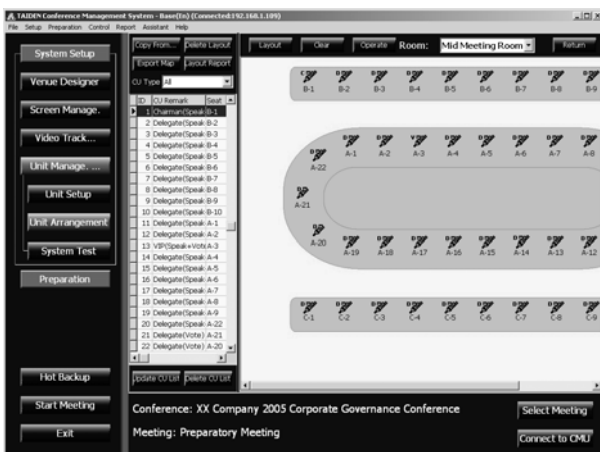 TAIDEN Conference Management System - Base(En) (Connected:192.168.1.109)
File Setup Preparation Control Report Assistant Help
System Setup
Venue Designer
Screen Manage.
Video Track...
Unit Manage. ...
Unit Setup
Unit Arrangement
System Test
Preparation
Hot Backup
Start Meeting
Exit
Copy From... Delete Layout
Export Map Layout Report
CU Type All
ID CU Remark Seat
1 Chairman(Speak B-1
2 Delegate(Speak B-2
3 Delegate(Speak B-3
4 Delegate(Speak B-4
5 Delegate(Speak B-5
6 Delegate(Speak B-6
7 Delegate(Speak B-7
8 Delegate(Speak B-8
9 Delegate(Speak B-9
10 Delegate(Speak B-10
11 Delegate(Speak A-1
12 Delegate(Speak A-2
13 VIP(Speak+Vote A-3
14 Delegate(Speak A-4
15 Delegate(Speak A-5
16 Delegate(Speak A-6
17 Delegate(Speak A-7
18 Delegate(Speak A-8
19 Delegate(Speak A-9
20 Delegate(Speak A-22
21 Delegate(Vote) A-21
22 Delegate(Vote) A-20
Update CU List Delete CU List
Layout Clear Operate Room: Mid Meeting Room Return
B-1 B-2 B-3 B-4 B-5 B-6 B-7 B-8 B-9
A-1 A-2 A-3 A-4 A-5 A-6 A-7 A-8
A-22
A-21
A-20
A-19 A-18 A-17 A-16 A-15 A-14 A-13 A-12
C-1 C-2 C-3 C-4 C-5 C-6 C-7 C-8 C-9
Conference: XX Company 2005 Corporate Governance Conference
Meeting: Preparatory Meeting
Select Meeting
Connect to CMU